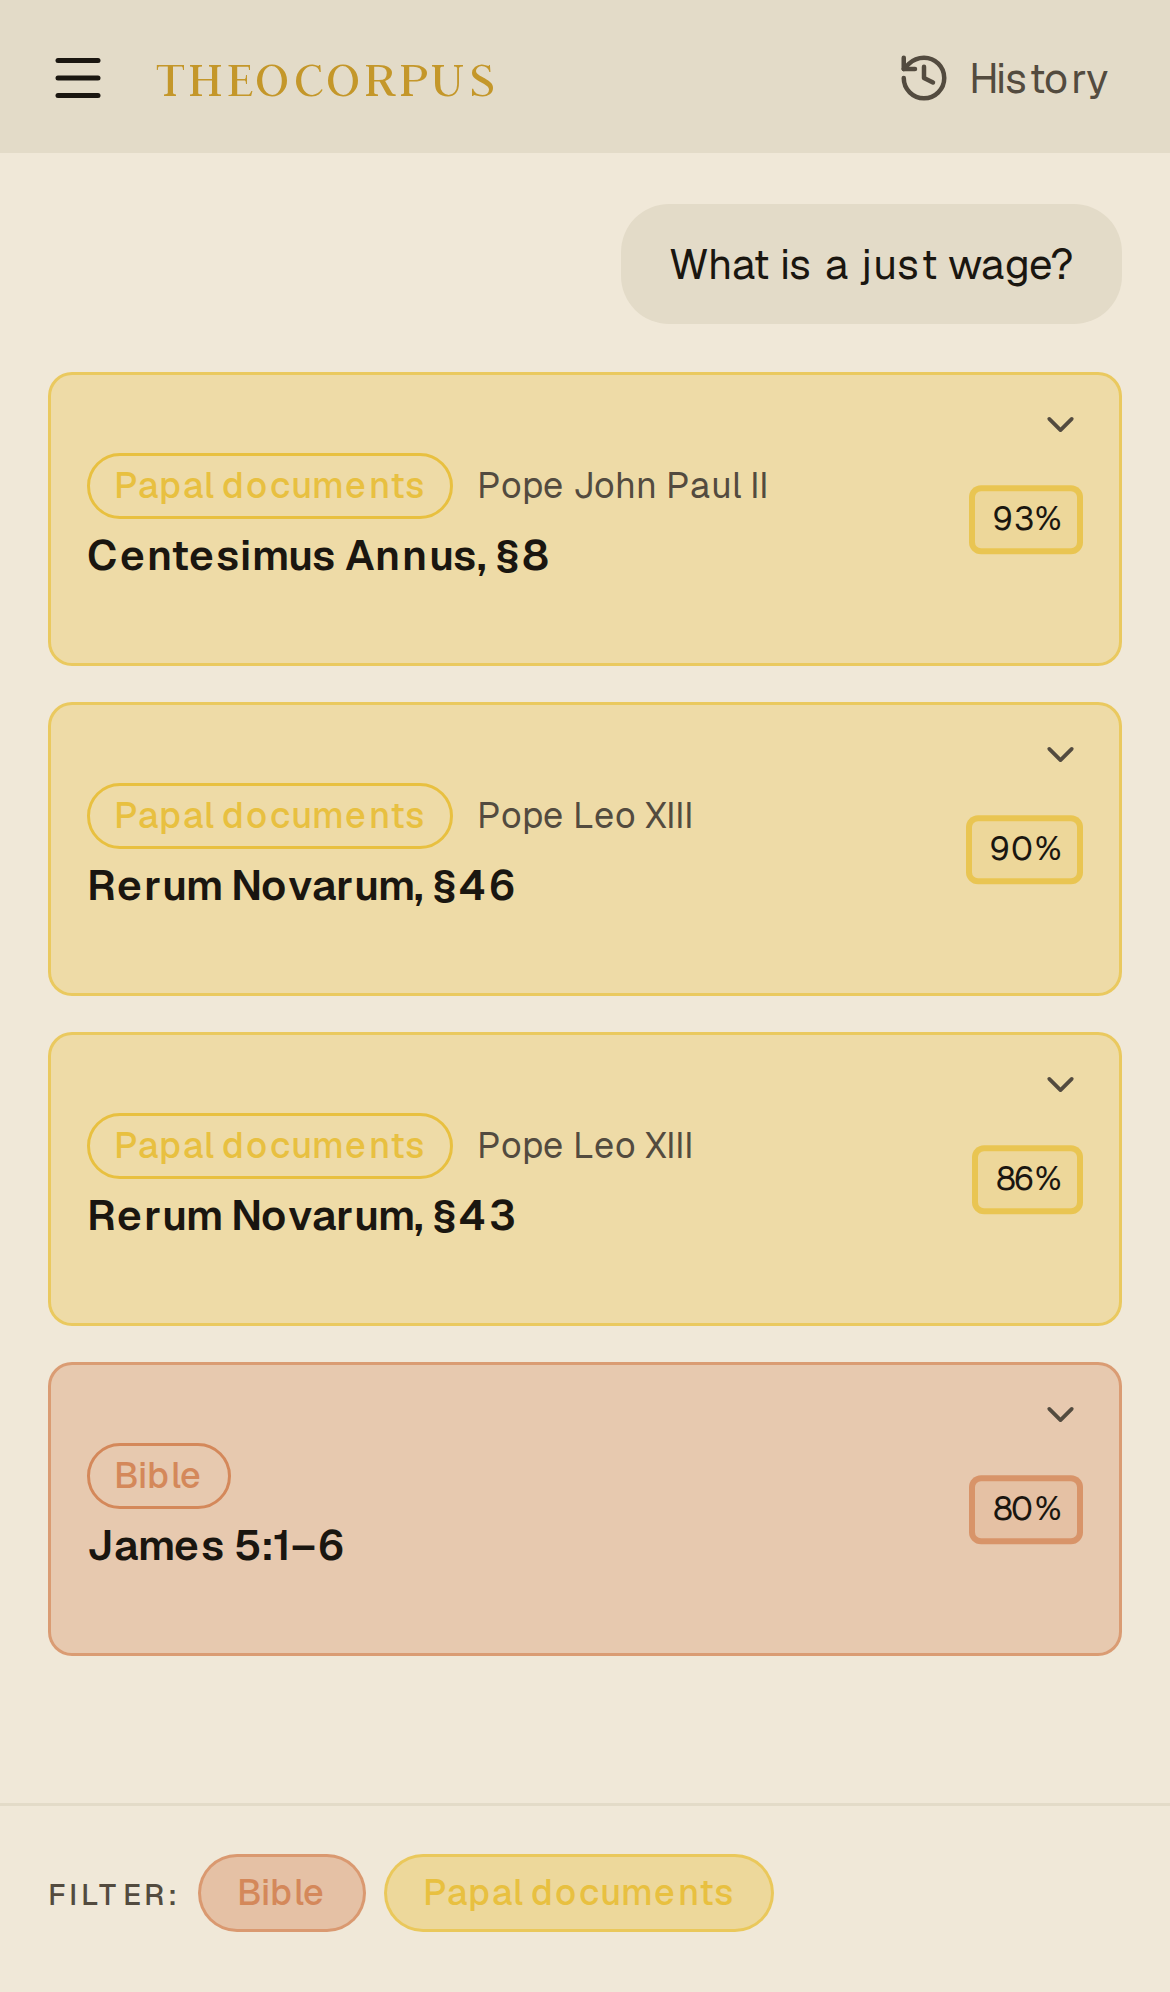 THEOCORPUS
History
What is a just wage?
Papal documents Pope John Paul II
93%
Centesimus Annus, §8
Papal documents Pope Leo XIII
90%
Rerum Novarum, §46
Papal documents Pope Leo XIII
86%
Rerum Novarum, §43
Bible
80%
James 5:1–6
FILTER: Bible Papal documents